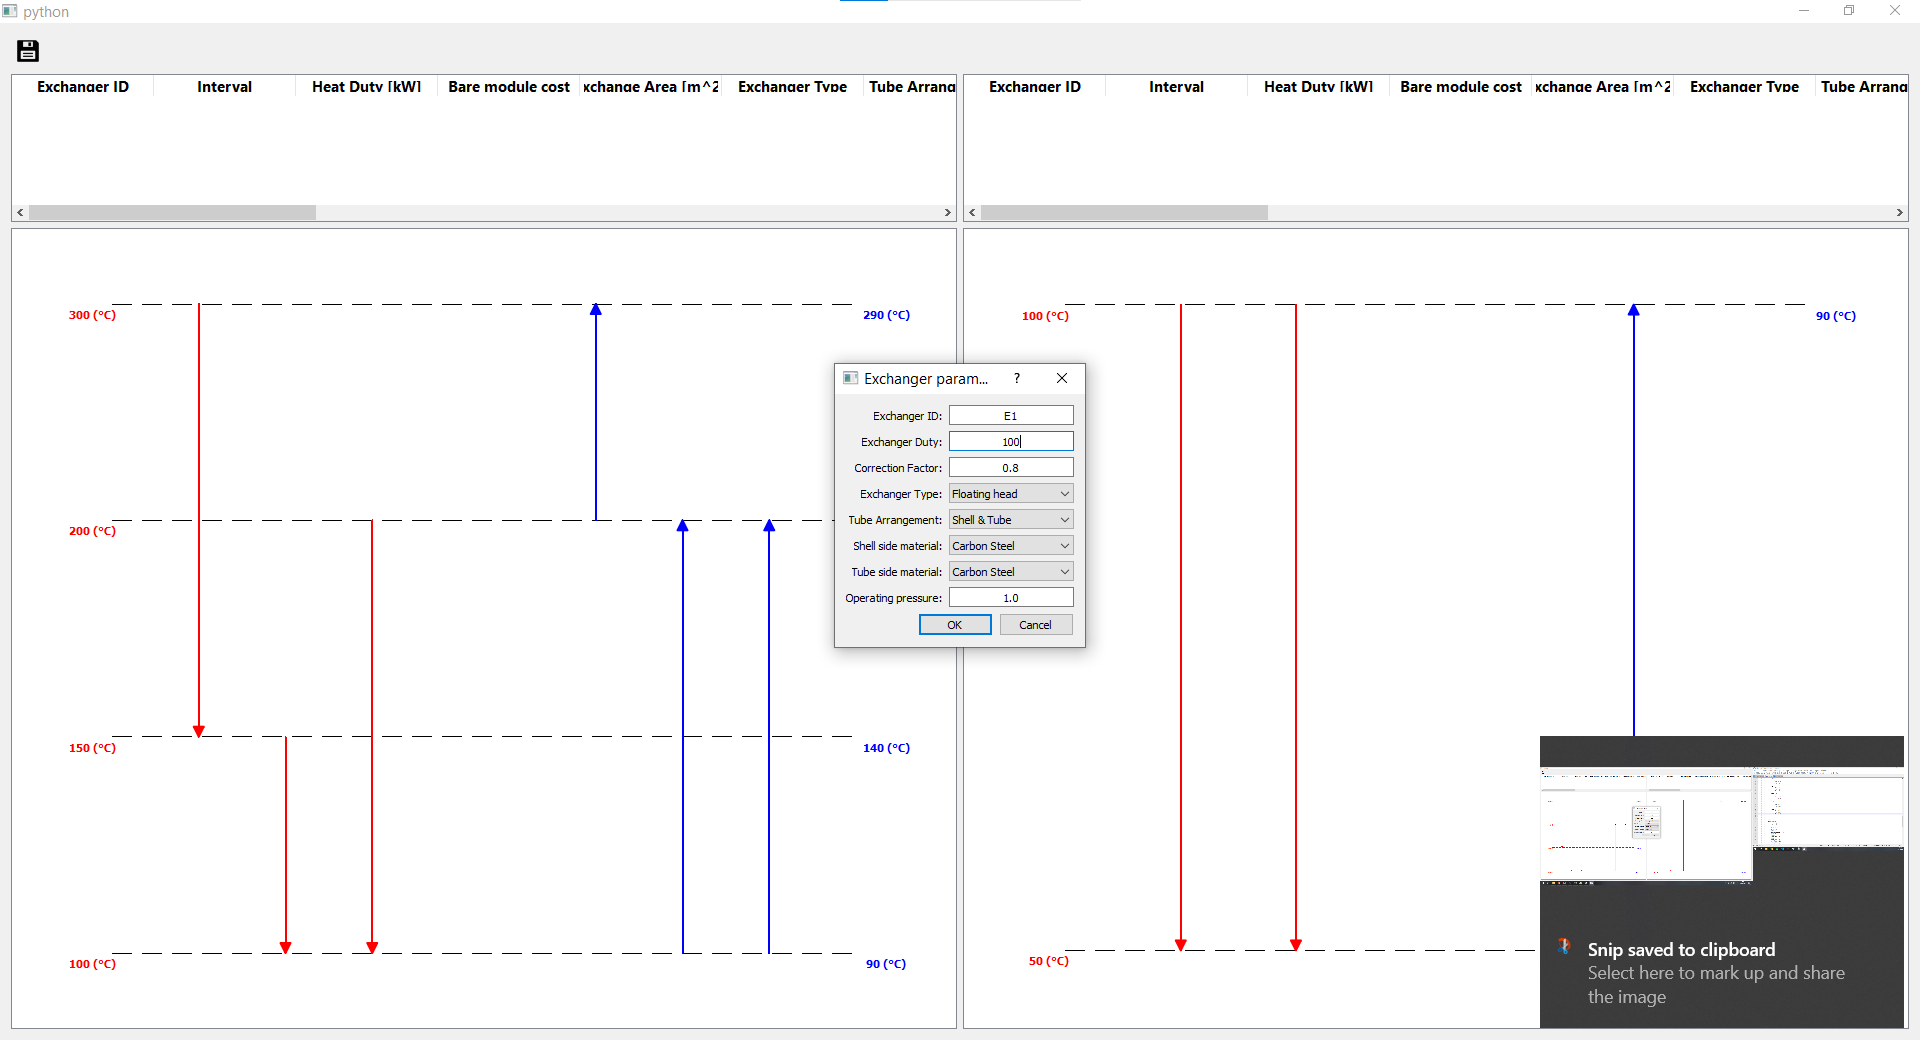 python
Exchanger ID Interval Heat Duty [kW] Bare module cost xchange Area [m^2 Exchanger Type Tube Arrang
Exchanger ID Interval Heat Duty [kW] Bare module cost xchange Area [m^2 Exchanger Type Tube Arrang
300 (°C)
290 (°C)
200 (°C)
150 (°C)
140 (°C)
100 (°C)
90 (°C)
Exchanger param... ?
Exchanger ID: E1
Exchanger Duty: 100
Correction Factor: 0.8
Exchanger Type: Floating head
Tube Arrangement: Shell & Tube
Shell side material: Carbon Steel
Tube side material: Carbon Steel
Operating pressure: 1.0
OK Cancel
100 (°C)
90 (°C)
50 (°C)
Snip saved to clipboard
Select here to mark up and share
the image